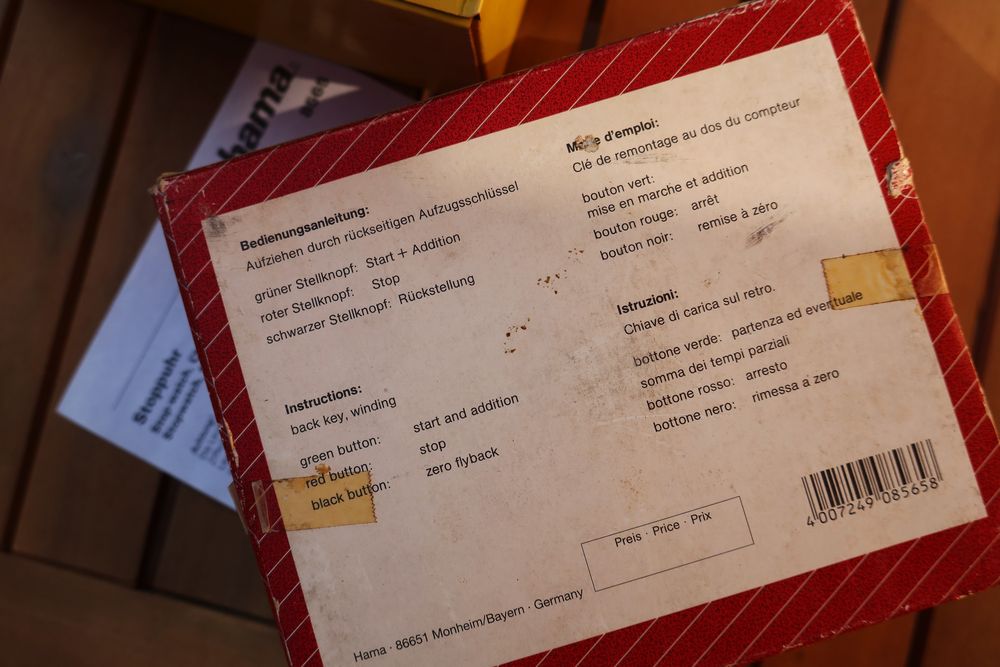 hama
8565
Stoppuhr
Bedienungsanleitung:
Aufziehen durch rückseitigen Aufzugsschlüssel
grüner Stellknopf: Start + Addition
roter Stellknopf: Stop
schwarzer Stellknopf: Rückstellung
Instructions:
back key, winding
green button: start and addition
red button: stop
black button: zero flyback
d'emploi:
Clé de remontage au dos du compteur
bouton vert:
mise en marche et addition
bouton rouge: arrêt
bouton noir: remise à zéro
Istruzioni:
Chiave di carica sul retro.
bottone verde: partenza ed eventuale
somma dei tempi parziali
bottone rosso: arresto
bottone nero: rimessa a zero
Preis · Price · Prix
4007249085658
Hama · 86651 Monheim/Bayern · Germany